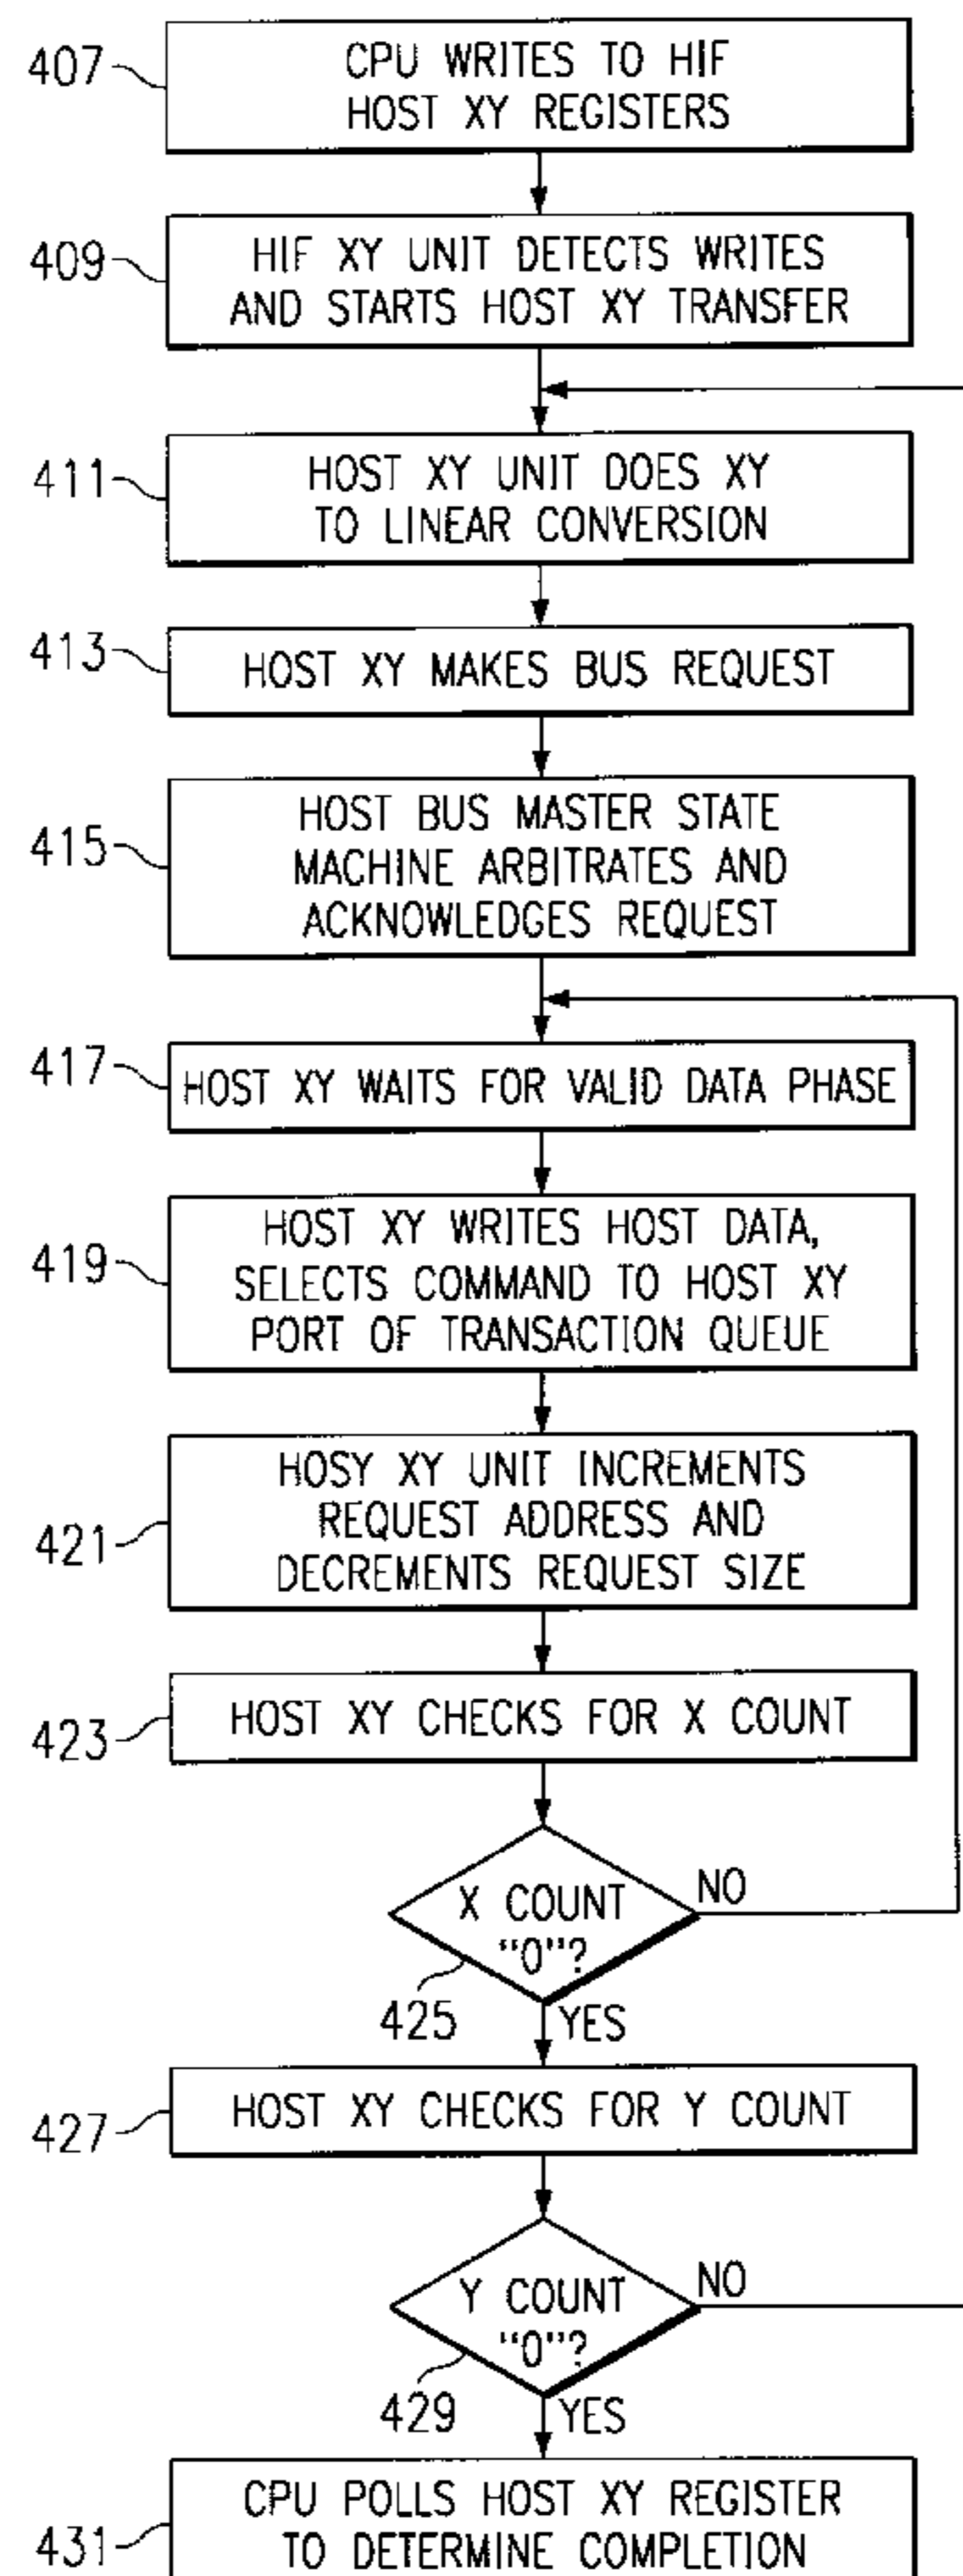 407
CPU WRITES TO HIF
HOST XY REGISTERS
409
HIF XY UNIT DETECTS WRITES
AND STARTS HOST XY TRANSFER
411
HOST XY UNIT DOES XY
TO LINEAR CONVERSION
413
HOST XY MAKES BUS REQUEST
415
HOST BUS MASTER STATE
MACHINE ARBITRATES AND
ACKNOWLEDGES REQUEST
417
HOST XY WAITS FOR VALID DATA PHASE
419
HOST XY WRITES HOST DATA,
SELECTS COMMAND TO HOST XY
PORT OF TRANSACTION QUEUE
421
HOSY XY UNIT INCREMENTS
REQUEST ADDRESS AND
DECREMENTS REQUEST SIZE
423
HOST XY CHECKS FOR X COUNT
X COUNT
"0"?
NO
425
YES
427
HOST XY CHECKS FOR Y COUNT
Y COUNT
"0"?
NO
429
YES
431
CPU POLLS HOST XY REGISTER
TO DETERMINE COMPLETION